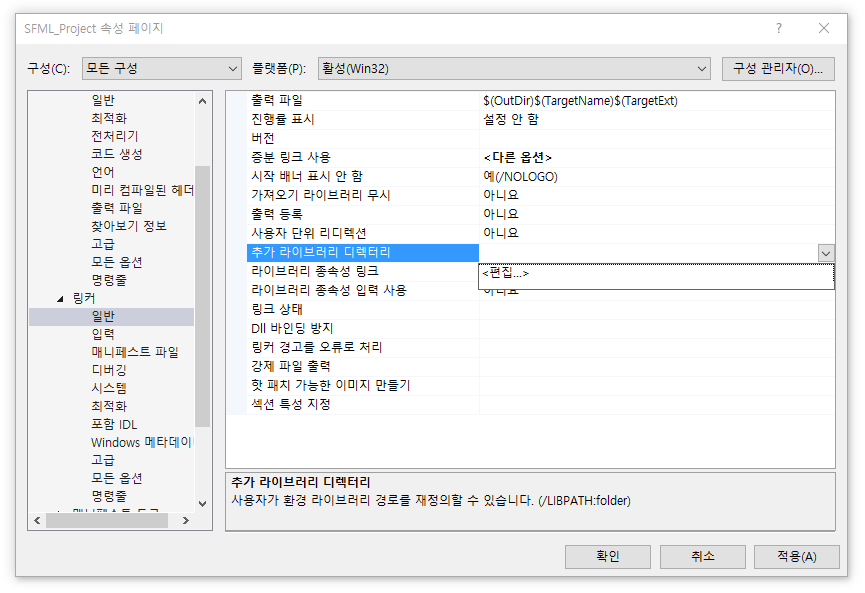 SFML_Project 속성 페이지
?
구성(C):
모든 구성
플랫폼(P):
활성(Win32)
구성 관리자(O)...
일반
최적화
전처리기
코드 생성
언어
미리 컴파일된 헤더
출력 파일
찾아보기 정보
고급
모든 옵션
명령줄
링커
일반
입력
매니페스트 파일
디버깅
시스템
최적화
포함 IDL
Windows 메타데이
고급
모든 옵션
명령줄
매니페스트 도구
출력 파일 $(OutDir)$(TargetName)$(TargetExt)
진행률 표시 설정 안 함
버전
증분 링크 사용 <다른 옵션>
시작 배너 표시 안 함 예(/NOLOGO)
가져오기 라이브러리 무시 아니요
출력 등록 아니요
사용자 단위 리디렉션 아니요
추가 라이브러리 디렉터리
라이브러리 종속성 링크 <편집...>
라이브러리 종속성 입력 사용 아니요
링크 상태
Dll 바인딩 방지
링커 경고를 오류로 처리
강제 파일 출력
핫 패치 가능한 이미지 만들기
섹션 특성 지정
추가 라이브러리 디렉터리
사용자가 환경 라이브러리 경로를 재정의할 수 있습니다. (/LIBPATH:folder)
확인
취소
적용(A)